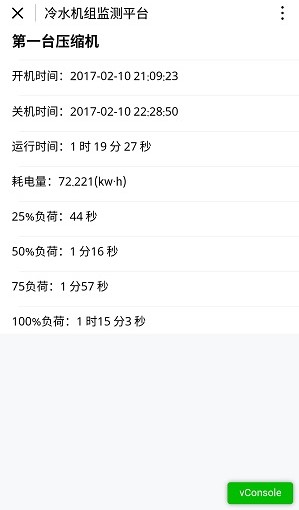 冷水机组监测平台
第一台压缩机
开机时间：2017-02-10 21:09:23
关机时间：2017-02-10 22:28:50
运行时间：1 时 19 分 27 秒
耗电量：72.221(kw·h)
25%负荷：44 秒
50%负荷：1 分16 秒
75负荷：1 分57 秒
100%负荷：1 时15 分3 秒
vConsole